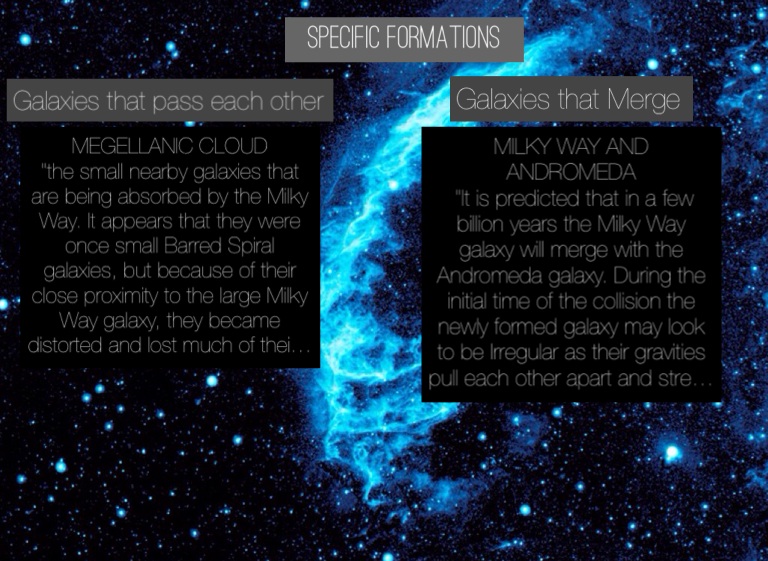 SPECIFIC FORMATIONS
Galaxies that pass each other
MEGELLANIC CLOUD
"the small nearby galaxies that
are being absorbed by the Milky
Way. It appears that they were
once small Barred Spiral
galaxies, but because of their
close proximity to the large Milky
Way galaxy, they became
distorted and lost much of thei...
Galaxies that Merge
MILKY WAY AND
ANDROMEDA
"It is predicted that in a few
billion years the Milky Way
galaxy will merge with the
Andromeda galaxy. During the
initial time of the collision the
newly formed galaxy may look
to be Irregular as their gravities
pull each other apart and stre...